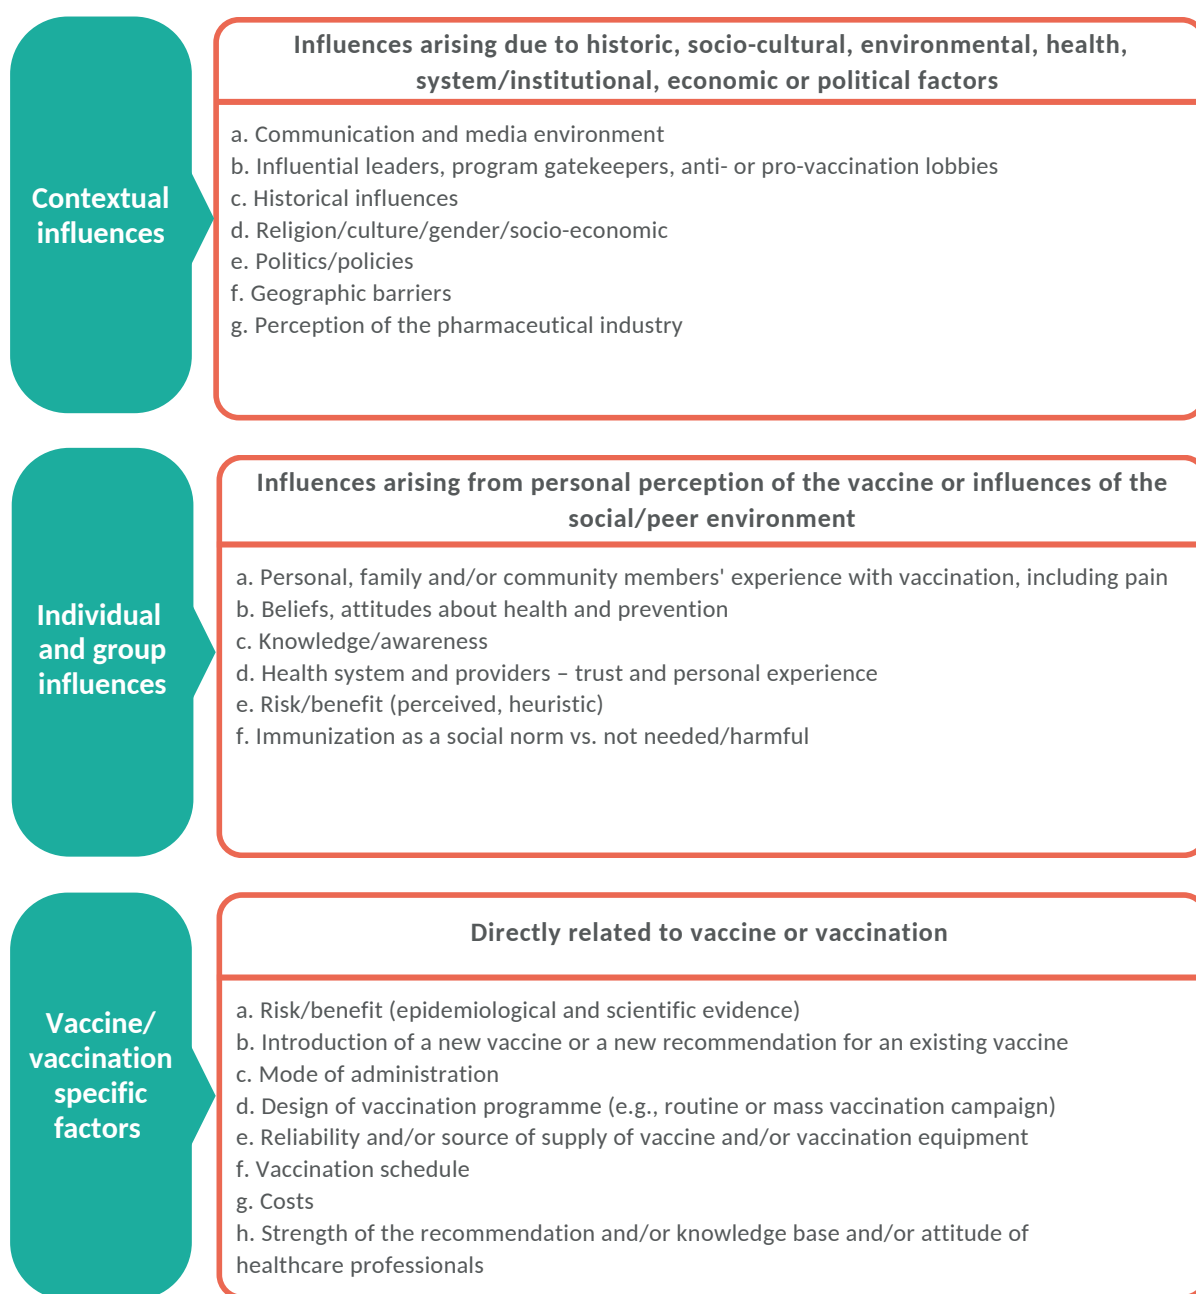 Contextual
influences
Influences arising due to historic, socio-cultural, environmental, health,
system/institutional, economic or political factors
a. Communication and media environment
b. Influential leaders, program gatekeepers, anti- or pro-vaccination lobbies
c. Historical influences
d. Religion/culture/gender/socio-economic
e. Politics/policies
f. Geographic barriers
g. Perception of the pharmaceutical industry
Individual
and group
influences
Influences arising from personal perception of the vaccine or influences of the
social/peer environment
a. Personal, family and/or community members' experience with vaccination, including pain
b. Beliefs, attitudes about health and prevention
c. Knowledge/awareness
d. Health system and providers – trust and personal experience
e. Risk/benefit (perceived, heuristic)
f. Immunization as a social norm vs. not needed/harmful
Vaccine/
vaccination
specific
factors
Directly related to vaccine or vaccination
a. Risk/benefit (epidemiological and scientific evidence)
b. Introduction of a new vaccine or a new recommendation for an existing vaccine
c. Mode of administration
d. Design of vaccination programme (e.g., routine or mass vaccination campaign)
e. Reliability and/or source of supply of vaccine and/or vaccination equipment
f. Vaccination schedule
g. Costs
h. Strength of the recommendation and/or knowledge base and/or attitude of
healthcare professionals